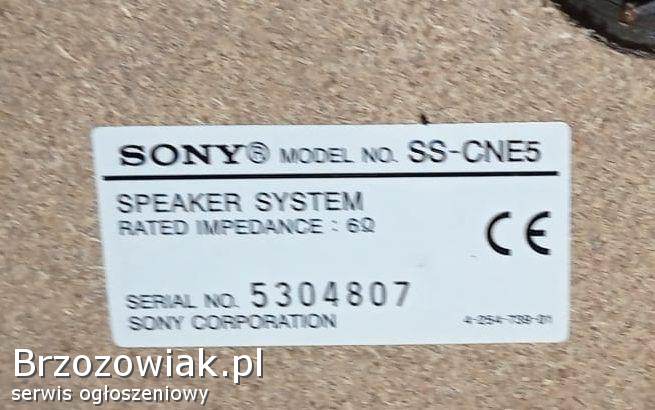 SONY® MODEL NO. SS-CNE5
SPEAKER SYSTEM
RATED IMPEDANCE : 6Ω
CE
SERIAL NO. 5304807
SONY CORPORATION 4-254-739-01
Brzozowiak.pl
serwis ogłoszeniowy